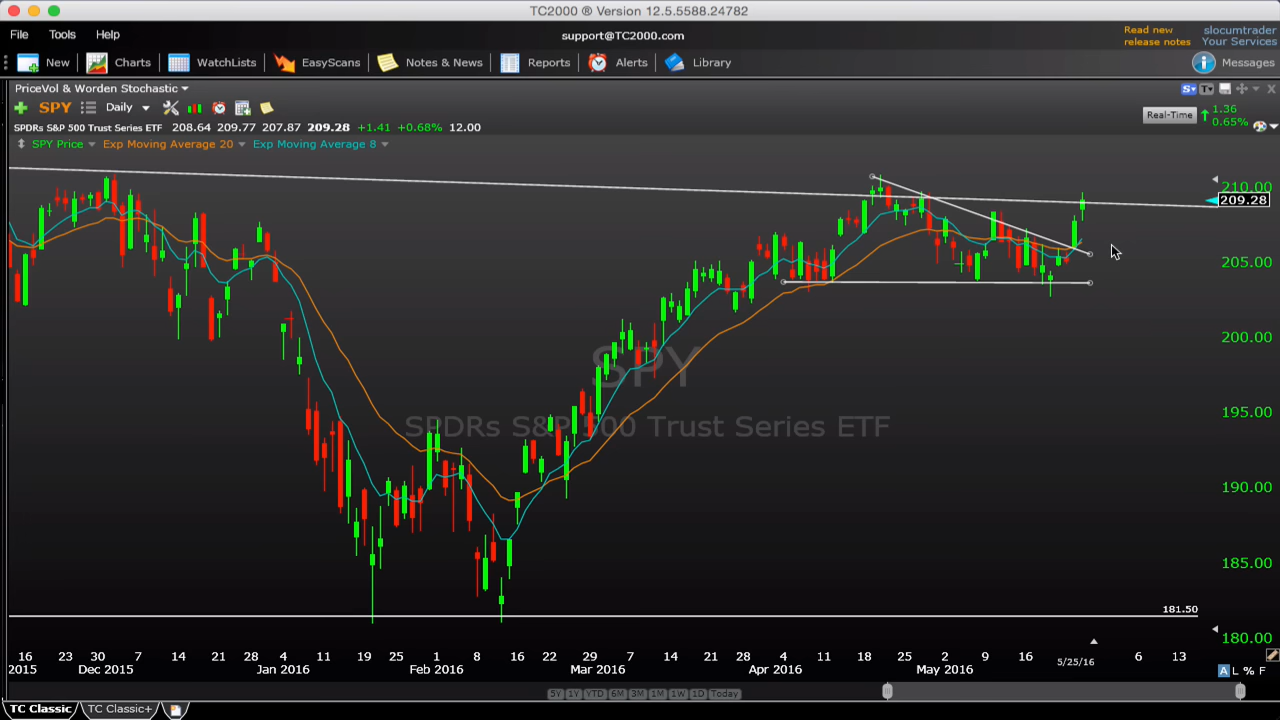 TC2000 ® Version 12.5.5588.24782
File Tools Help
support@TC2000.com
Read new release notes
slocumtrader
Your Services
New Charts WatchLists EasyScans Notes & News Reports Alerts Library
Messages
PriceVol & Worden Stochastic
S T
SPY Daily
Real-Time
1.36
0.65%
SPDRs S&P 500 Trust Series ETF 208.64 209.77 207.87 209.28 +1.41 +0.68% 12.00
SPY Price Exp Moving Average 20 Exp Moving Average 8
210.00
209.28
205.00
200.00
SPY
195.00
SPDRs S&P 500 Trust Series ETF
190.00
185.00
181.50
180.00
16 23 30 7 14 21 28 4 11 19 25 1 8 16 22 29 7 14 21 28 4 11 18 25 2 9 16 5/25/16 6 13
2015 Dec 2015 Jan 2016 Feb 2016 Mar 2016 Apr 2016 May 2016
A L % F
5Y 1Y YTD 6M 3M 1M 1W 1D Today
TC Classic TC Classic+